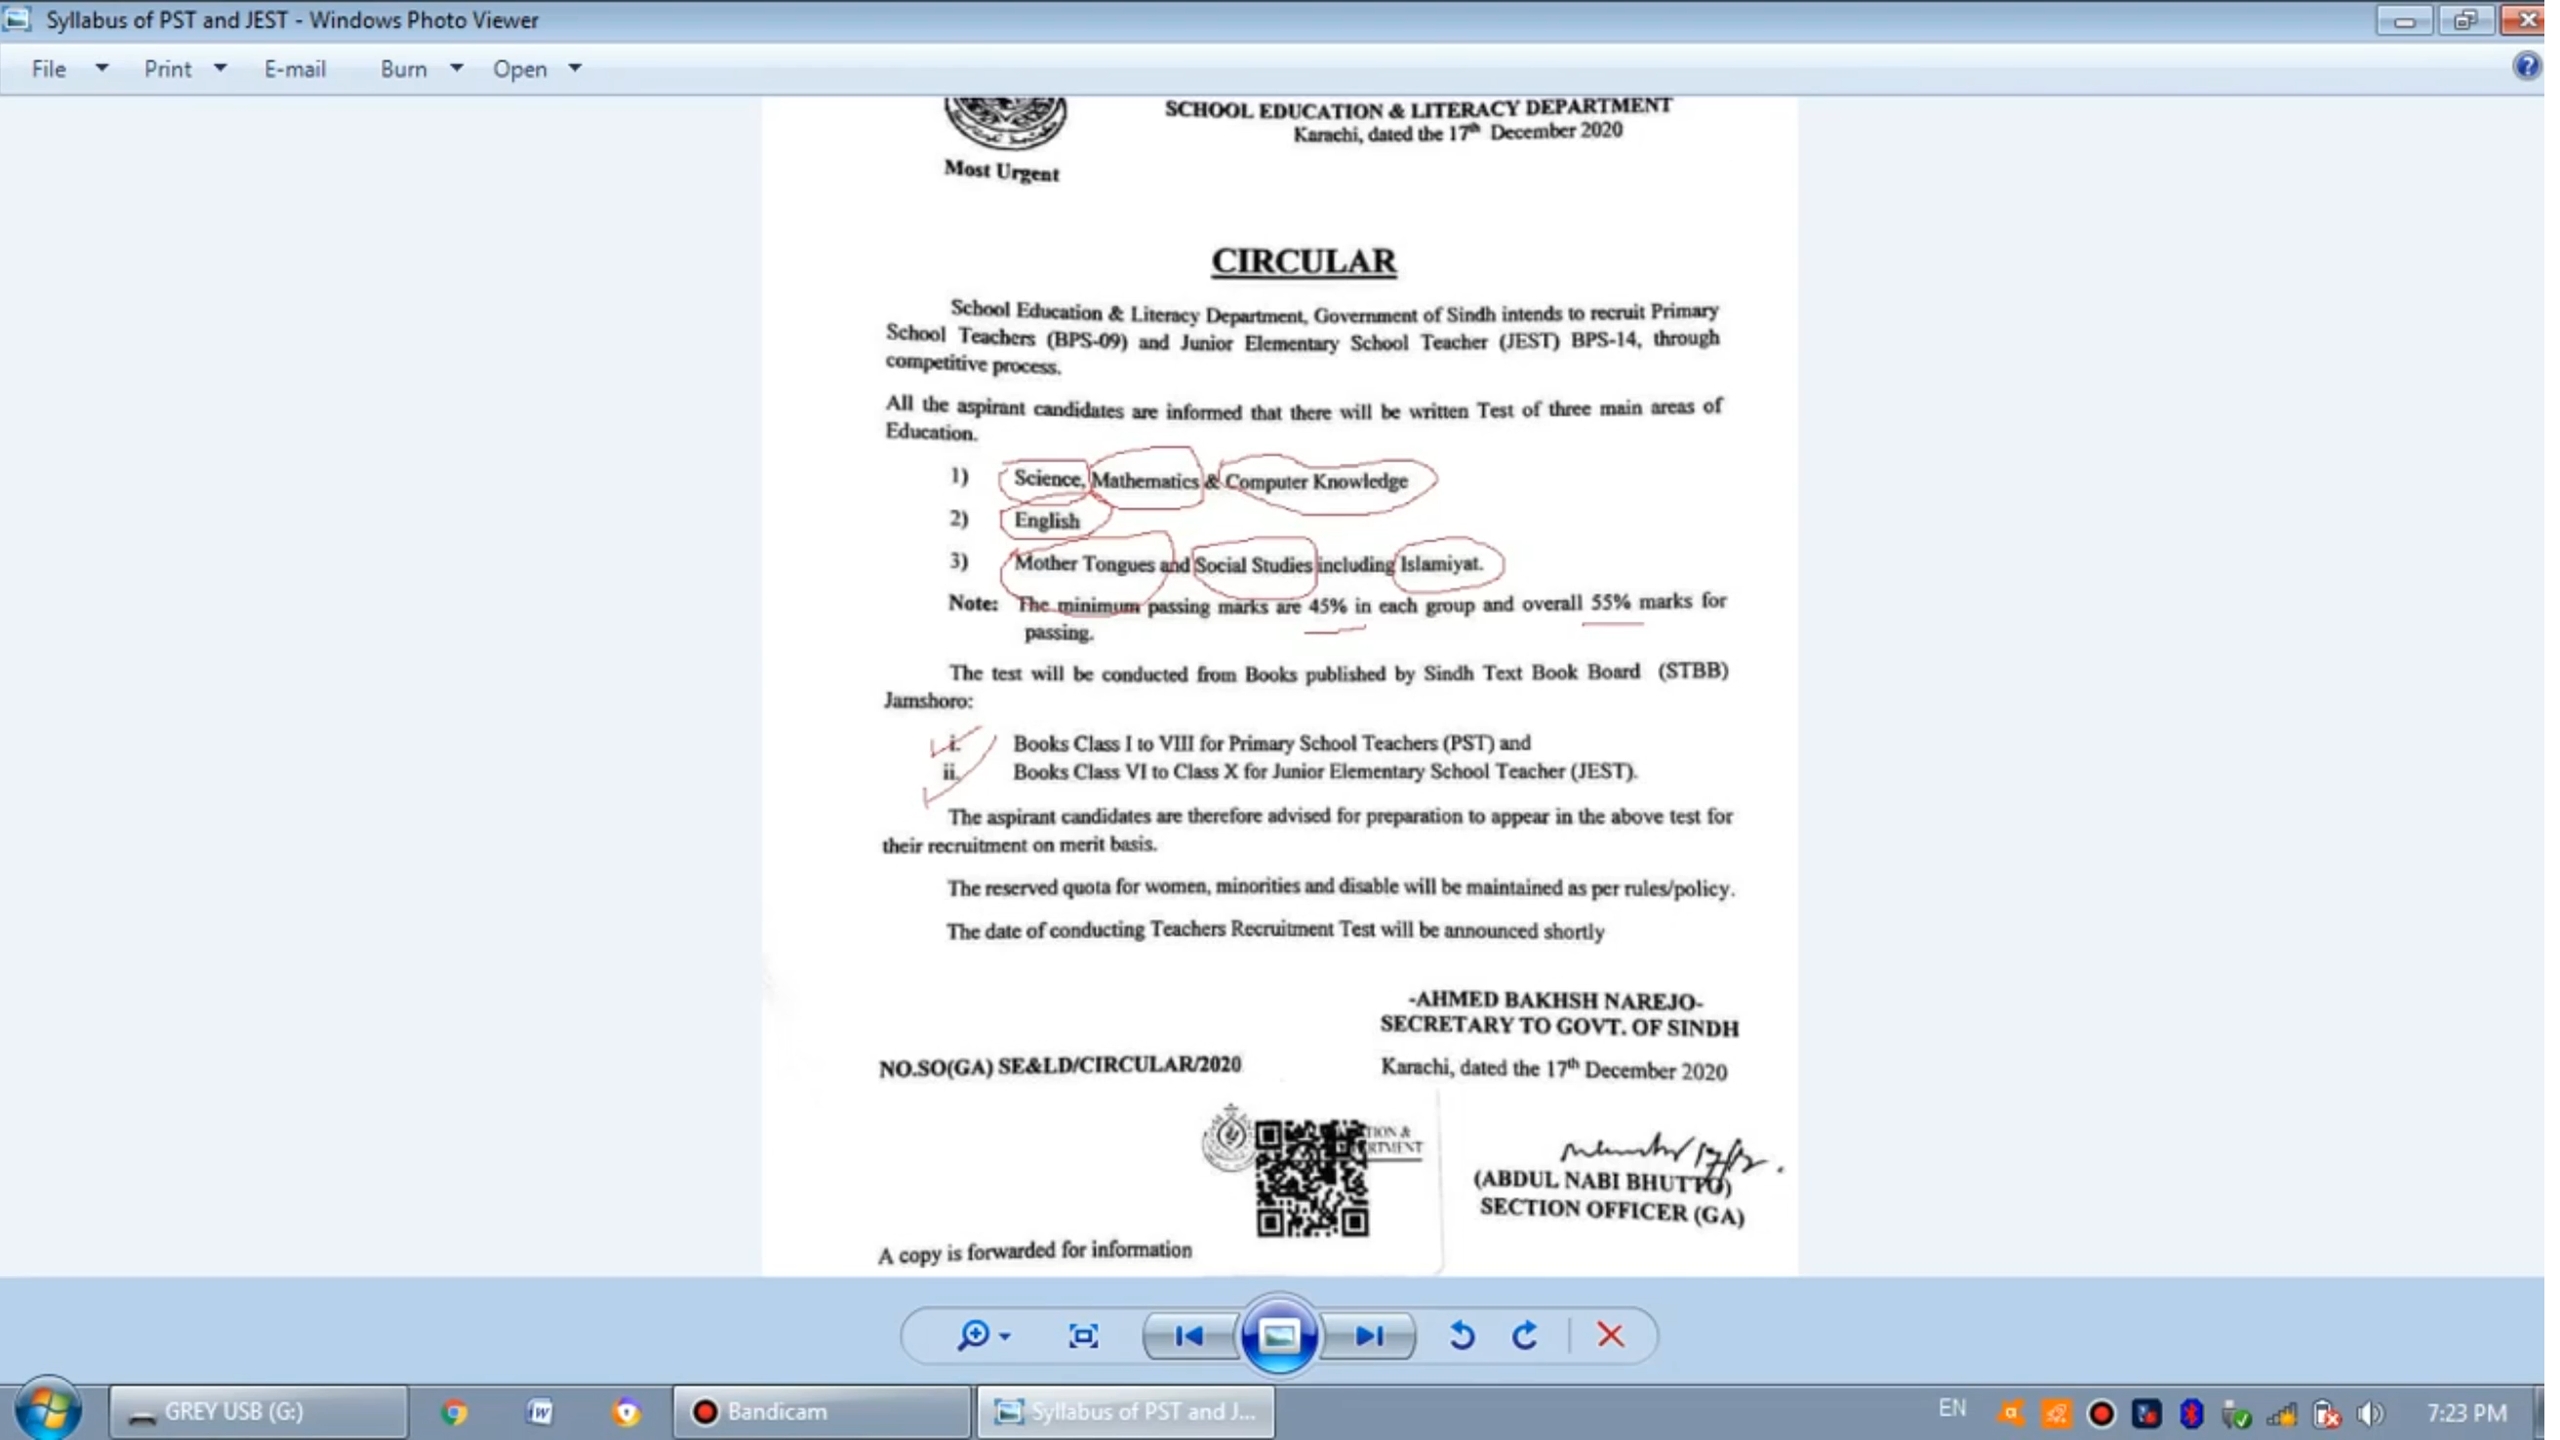 Syllabus of PST and JEST - Windows Photo Viewer
File Print E-mail Burn Open
SCHOOL EDUCATION & LITERACY DEPARTMENT
Karachi, dated the 17th December 2020
Most Urgent
CIRCULAR
School Education & Literacy Department, Government of Sindh intends to recruit Primary
School Teachers (BPS-09) and Junior Elementary School Teacher (JEST) BPS-14, through
competitive process.
All the aspirant candidates are informed that there will be written Test of three main areas of
Education.
1) Science, Mathematics & Computer Knowledge
2) English
3) Mother Tongues and Social Studies including Islamiyat.
Note: The minimum passing marks are 45% in each group and overall 55% marks for
passing.
The test will be conducted from Books published by Sindh Text Book Board (STBB)
Jamshoro:
i. Books Class I to VIII for Primary School Teachers (PST) and
ii. Books Class VI to Class X for Junior Elementary School Teacher (JEST).
The aspirant candidates are therefore advised for preparation to appear in the above test for
their recruitment on merit basis.
The reserved quota for women, minorities and disable will be maintained as per rules/policy.
The date of conducting Teachers Recruitment Test will be announced shortly
-AHMED BAKHSH NAREJO-
SECRETARY TO GOVT. OF SINDH
NO.SO(GA) SE&LD/CIRCULAR/2020 Karachi, dated the 17th December 2020
(ABDUL NABI BHUTTO)
SECTION OFFICER (GA)
A copy is forwarded for information
GREY USB (G:) Bandicam Syllabus of PST and J... EN 7:23 PM